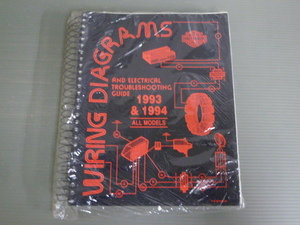 WIRING DIAGRAMS
AND ELECTRICAL
TROUBLESHOOTING
GUIDE
1993
& 1994
ALL MODELS